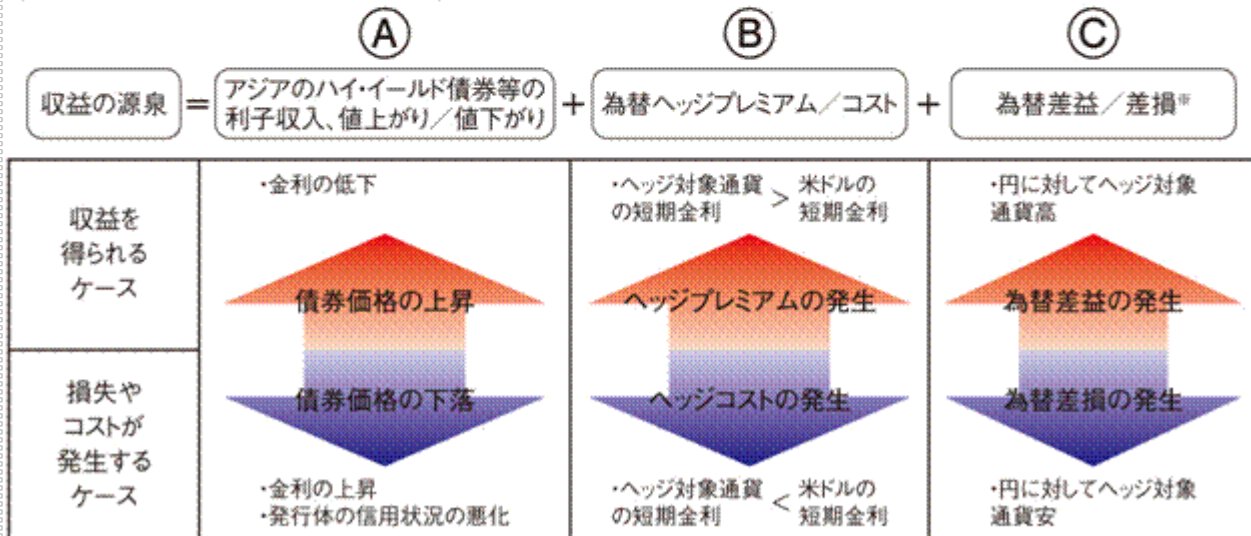 Ⓐ Ⓑ Ⓒ
収益の源泉 = アジアのハイ・イールド債券等の
利子収入、値上がり／値下がり + 為替ヘッジプレミアム／コスト + 為替差益／差損※
収益を
得られる
ケース
・金利の低下
債券価格の上昇
・ヘッジ対象通貨
の短期金利 > 米ドルの
短期金利
ヘッジプレミアムの発生
・円に対してヘッジ対象
通貨高
為替差益の発生
損失や
コストが
発生する
ケース
債券価格の下落
・金利の上昇
・発行体の信用状況の悪化
ヘッジコストの発生
・ヘッジ対象通貨
の短期金利 < 米ドルの
短期金利
為替差損の発生
・円に対してヘッジ対象
通貨安